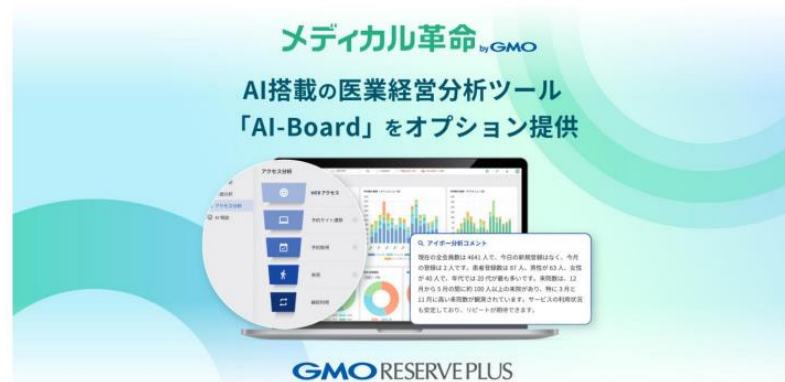 メディカル革命 by GMO
AI搭載の医業経営分析ツール
「AI-Board」をオプション提供
アクセス分析
WEBアクセス
アクセス分析
予約サイト遷移
予約取得
来院
継続利用
アイボー分析コメント
現在の全会員数は 4641 人で、今日の新規登録はなく、今月
の登録は 2 人です。患者登録数は 87 人、男性が 63 人、女性
が 40 人で、年代では 20 代が最も多いです。来院数は、12
月から 5 月の間に約 100 人以上の来院があり、特に 3 月と
11 月に高い来院数が観測されています。サービスの利用状況
も安定しており、リピートが期待できます。
GMO RESERVE PLUS